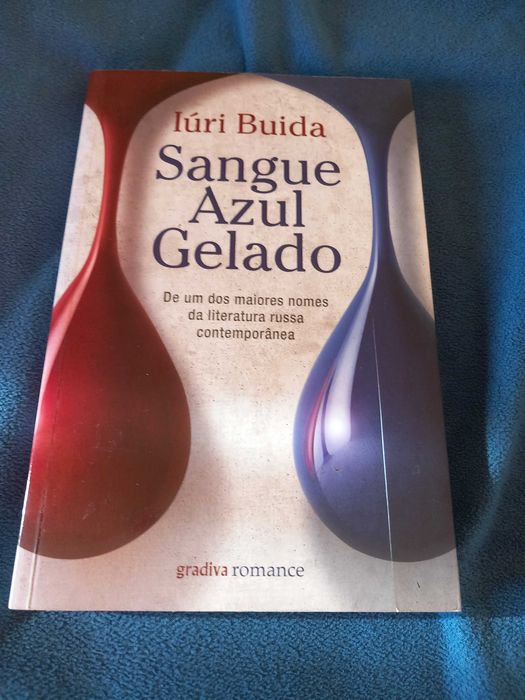 Iúri Buida
Sangue
Azul
Gelado
De um dos maiores nomes
da literatura russa
contemporânea
gradiva romance